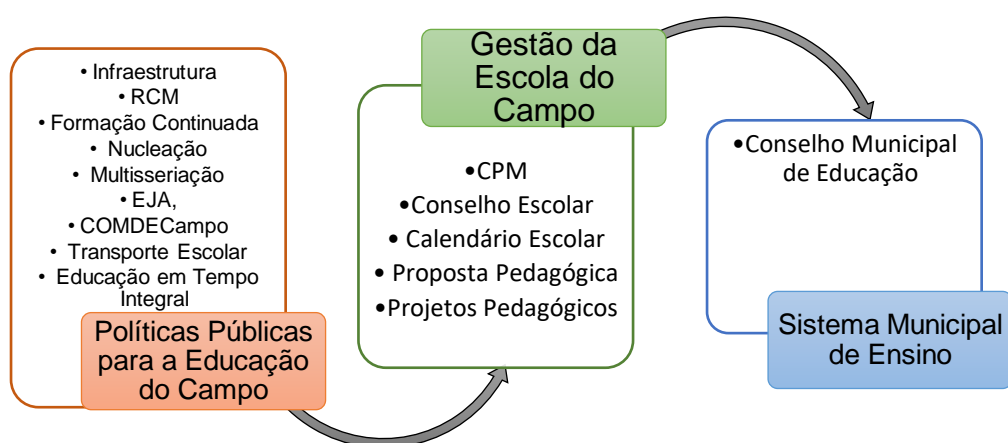 • Infraestrutura
• RCM
• Formação Continuada
• Nucleação
• Multisseriação
• EJA,
• COMDECampo
• Transporte Escolar
• Educação em Tempo
Integral
Políticas Públicas
para a Educação
do Campo
Gestão da
Escola do
Campo
•CPM
•Conselho Escolar
• Calendário Escolar
• Proposta Pedagógica
•Projetos Pedagógicos
•Conselho Municipal
de Educação
Sistema Municipal
de Ensino